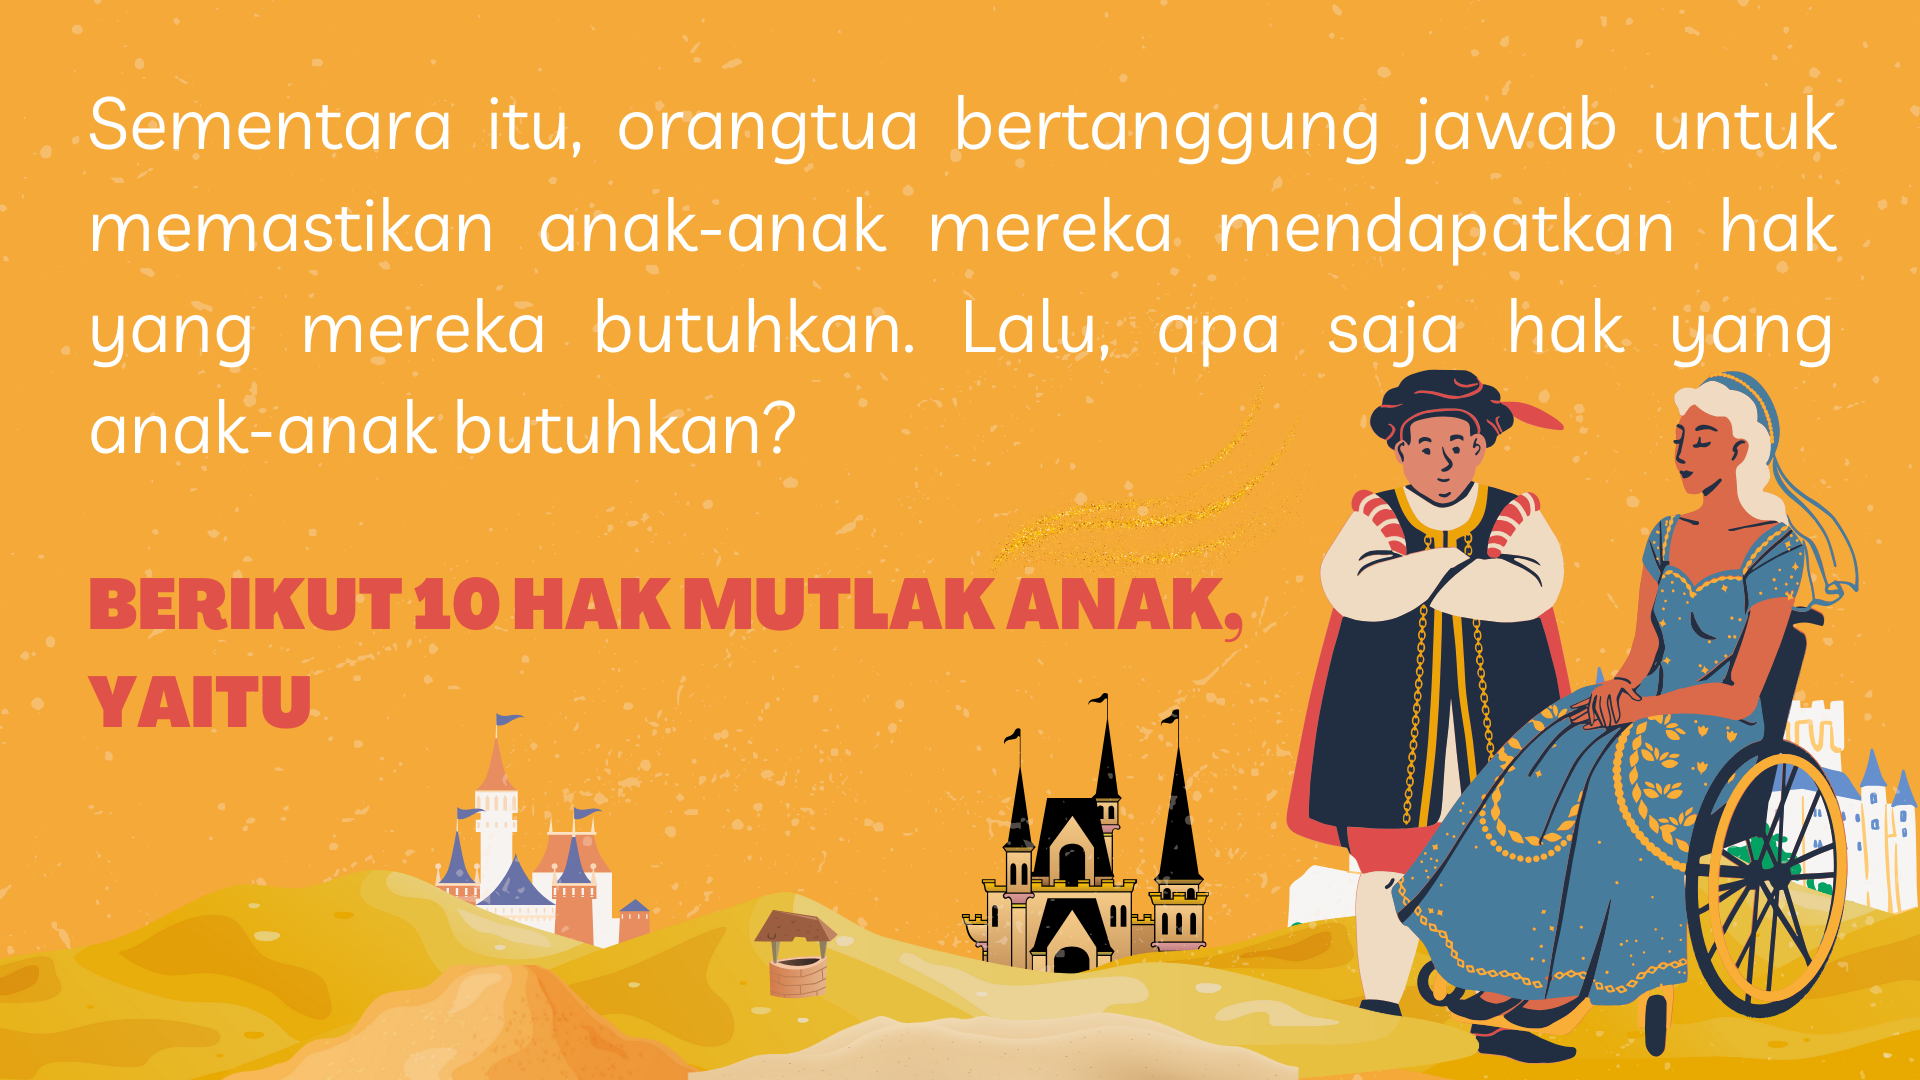 Sementara itu, orangtua bertanggung jawab untuk
memastikan anak-anak mereka mendapatkan hak
yang mereka butuhkan. Lalu, apa saja hak yang
anak-anak butuhkan?
BERIKUT 10 HAK MUTLAK ANAK,
YAITU